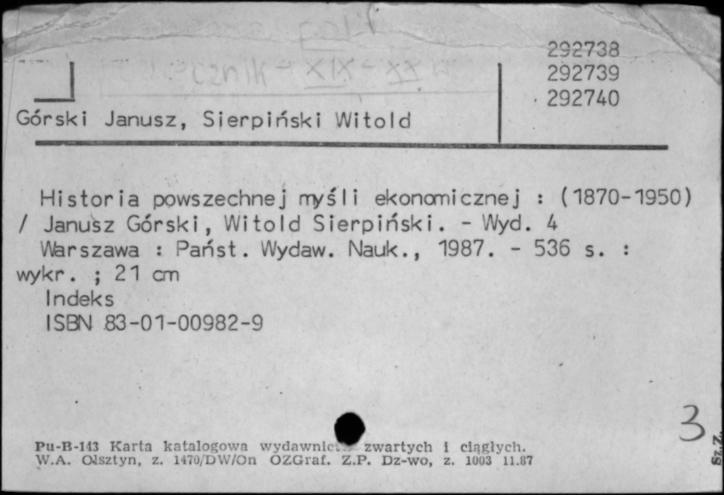 292738
292739
292740
Górski Janusz, Sierpiński Witold
Historia powszechnej myśli ekonomicznej : (1870-1950)
/ Janusz Górski, Witold Sierpiński. - Wyd. 4
Warszawa : Państ. Wydaw. Nauk., 1987. - 536 s. :
wykr. ; 21 cm
Indeks
ISBN 83-01-00982-9
3
Pu-B-143 Karta katalogowa zwartych i ciągłych.
W.A. Olsztyn, z. 1470/DW/On OZGraf. Z.P. Dz-wo, z. 1003 11.87
Sz.Z.